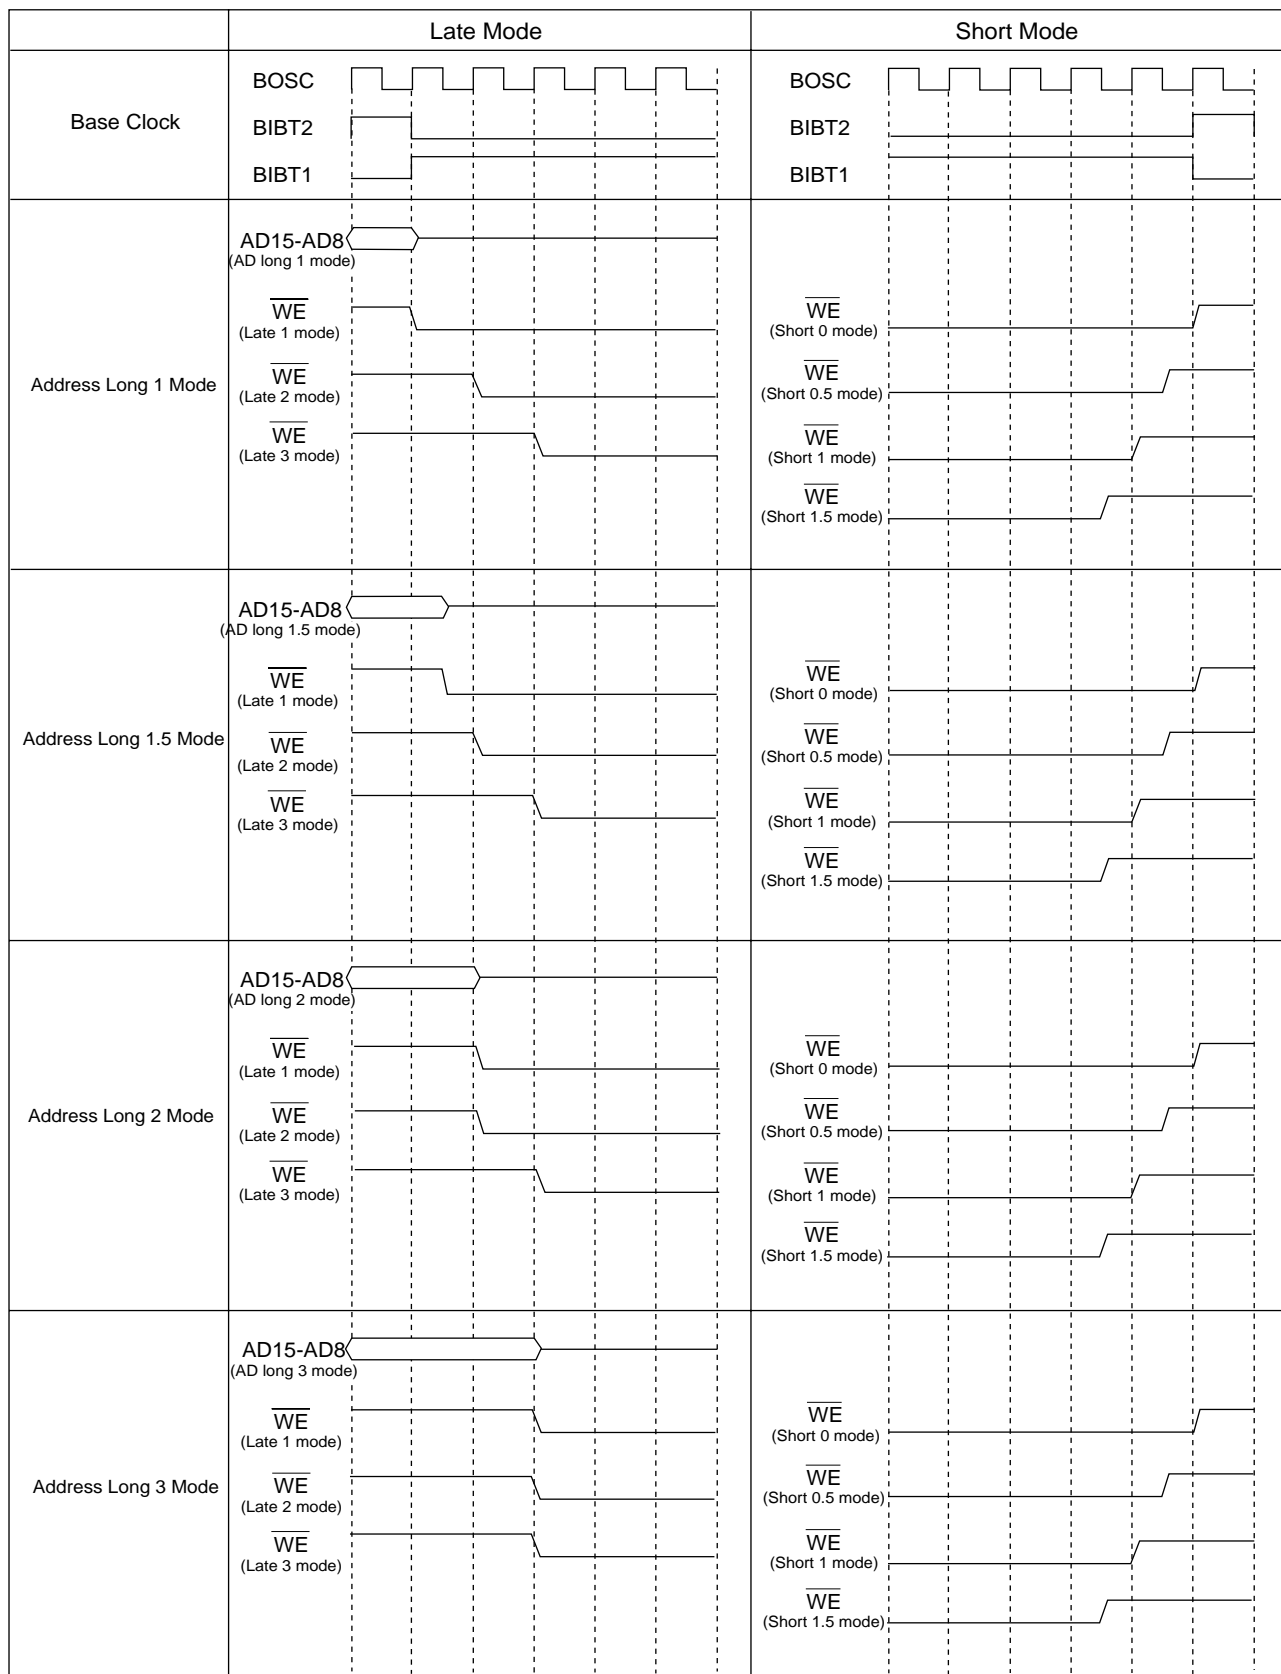 Late Mode
Short Mode
Base Clock
BOSC
BIBT2
BIBT1
BOSC
BIBT2
BIBT1
Address Long 1 Mode
AD15-AD8
(AD long 1 mode)
WE
(Late 1 mode)
WE
(Late 2 mode)
WE
(Late 3 mode)
WE
(Short 0 mode)
WE
(Short 0.5 mode)
WE
(Short 1 mode)
WE
(Short 1.5 mode)
Address Long 1.5 Mode
AD15-AD8
(AD long 1.5 mode)
WE
(Late 1 mode)
WE
(Late 2 mode)
WE
(Late 3 mode)
WE
(Short 0 mode)
WE
(Short 0.5 mode)
WE
(Short 1 mode)
WE
(Short 1.5 mode)
Address Long 2 Mode
AD15-AD8
(AD long 2 mode)
WE
(Late 1 mode)
WE
(Late 2 mode)
WE
(Late 3 mode)
WE
(Short 0 mode)
WE
(Short 0.5 mode)
WE
(Short 1 mode)
WE
(Short 1.5 mode)
Address Long 3 Mode
AD15-AD8
(AD long 3 mode)
WE
(Late 1 mode)
WE
(Late 2 mode)
WE
(Late 3 mode)
WE
(Short 0 mode)
WE
(Short 0.5 mode)
WE
(Short 1 mode)
WE
(Short 1.5 mode)